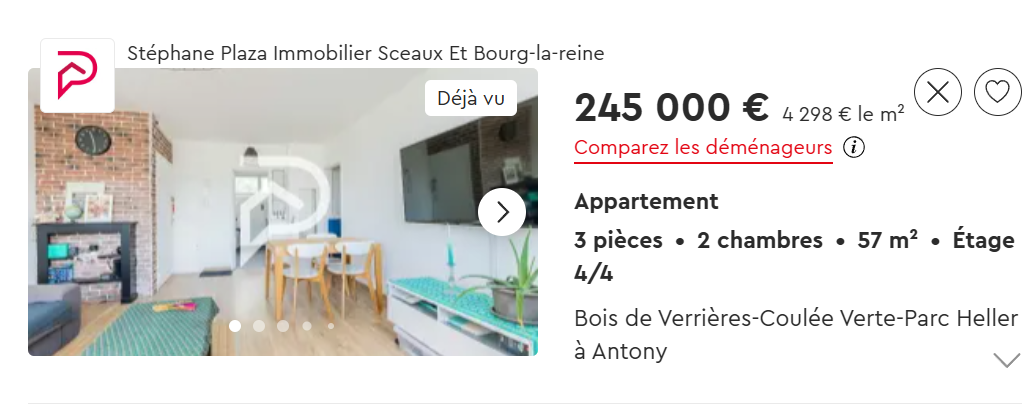 Stéphane Plaza Immobilier Sceaux Et Bourg-la-reine
Déjà vu
245 000 € 4 298 € le m²
Comparez les déménageurs i
Appartement
3 pièces • 2 chambres • 57 m² • Étage
4/4
Bois de Verrières-Coulée Verte-Parc Heller
à Antony